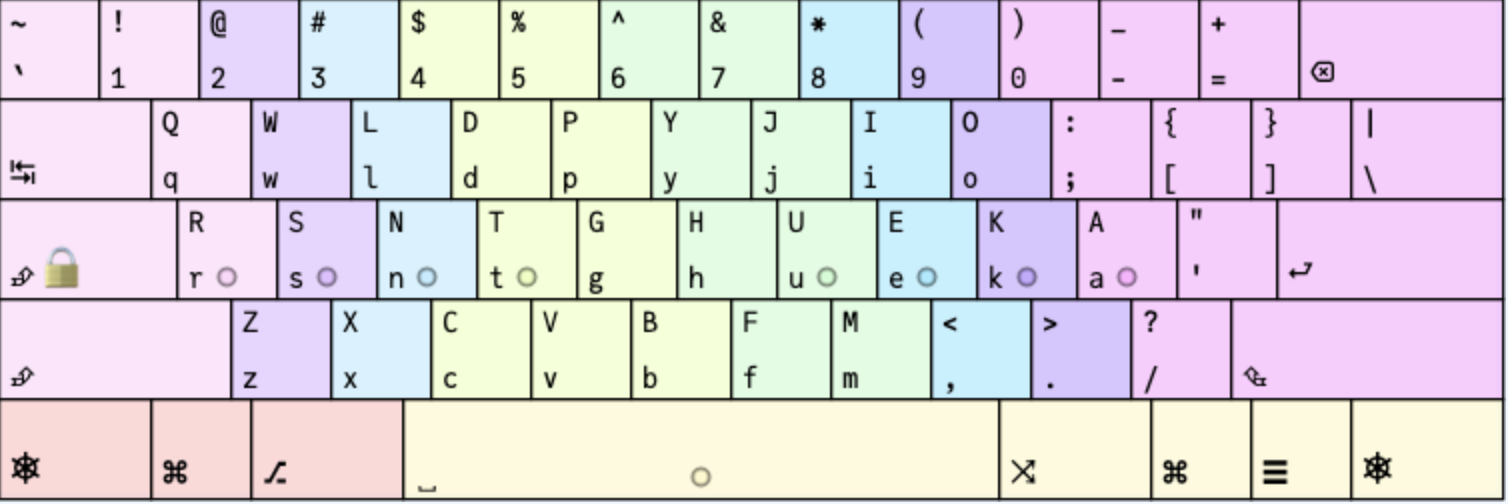 ~ ! @ # $ % ^ & * ( ) _ +
` 1 2 3 4 5 6 7 8 9 0 - = ⌫
Q W L D P Y J I O : { } |
↹ q w l d p y j i o ; [ ] \
R S N T G H U E K A "
r s n t g h u e k a ' ↵
Z X C V B F M < > ?
z x c v b f m , . /
⎈ ⌘ ⌥ ⎵ ⤭ ⌘ ☰ ⎈